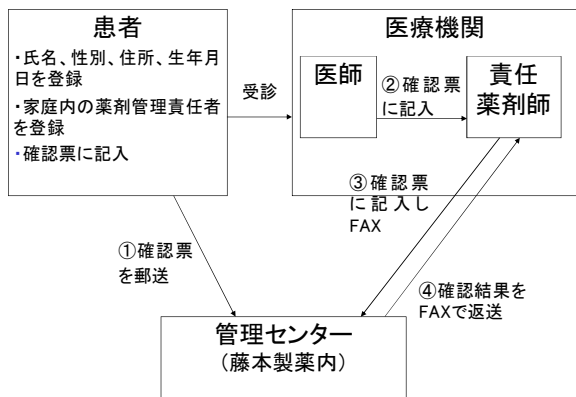 患者
・氏名、性別、住所、生年月
日を登録
・家庭内の薬剤管理責任者
を登録
・確認票に記入
受診
医療機関
医師
②確認票
に記入
責任
薬剤師
③確認票
に記入し
FAX
①確認票
を郵送
④確認結果を
FAXで返送
管理センター
（藤本製薬内）